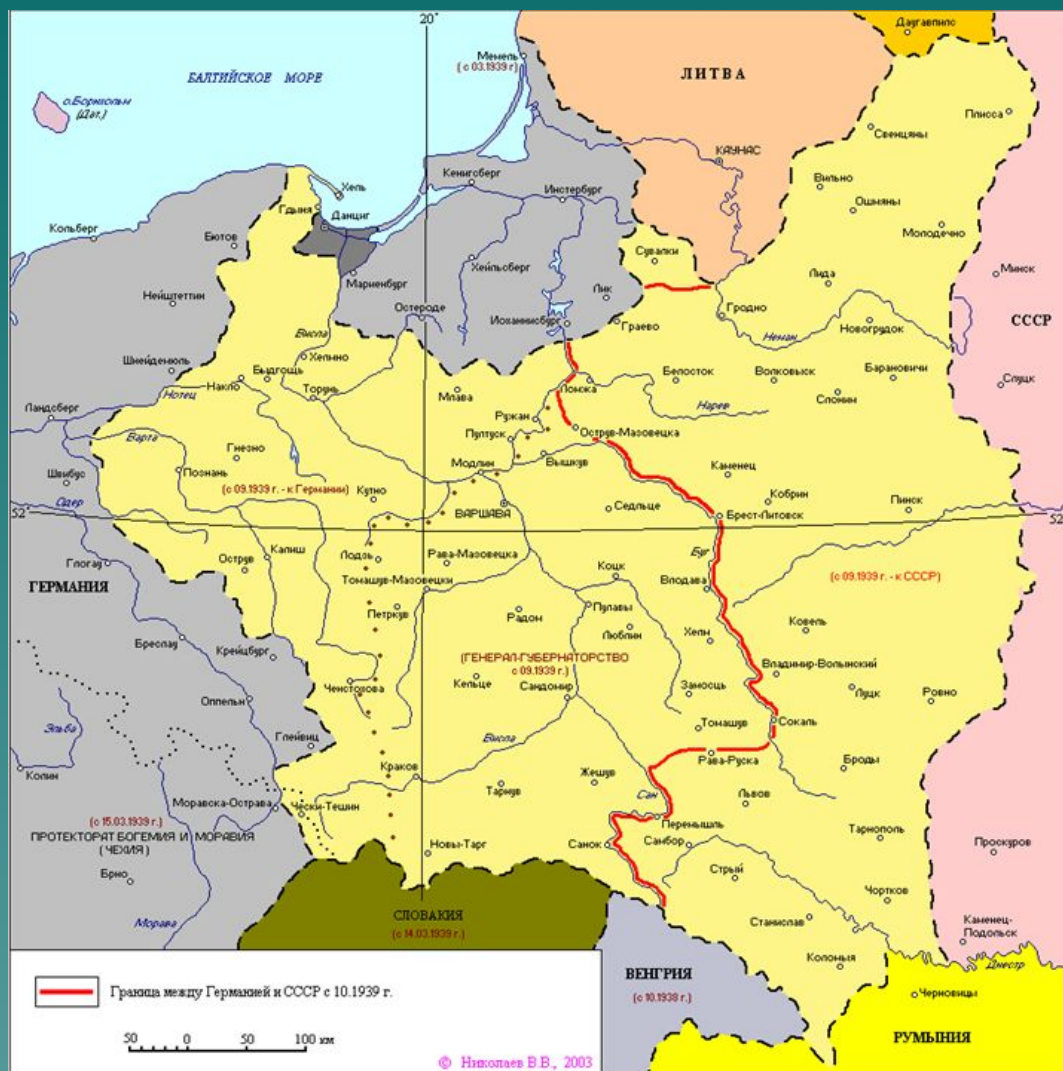 20°
Даугавпилс
Мемель
(с 03.1939 г)
ЛИТВА
БАЛТИЙСКОЕ МОРЕ
о.Борнхольм
(Дат.)
Плисса
Свенцяны
КАУНАС
Кенигсберг
Инстербург
Вильно
Хель
Гдыня
Данциг
Ошмяны
Кольберг
Бютов
Молодечно
Сувалки
Хейльсберг
Мариенбург
Минск
Лида
Лик
Нейштеттин
Остероде
Иоханнисбург
Граево
Гродно
СССР
Висла
Неман
Новогрудок
Хелмно
Шнейдемюль
Быдгощь
Накло
Торунь
Млава
Ломжа
Белосток
Волковыск
Барановичи
Слуцк
Слонин
Нотец
Ландсберг
Нарев
Ружан
Варта
Пултуск
Остров-Мазовецка
Гнезно
Вышкув
Познань
Модлин
Каменец
Швибус
(с 09.1939 г. - к Германии)
Кутно
Кобрин
Одер
ВАРШАВА
Седльце
Пинск
52°
Брест-Литовск
52°
Лодзь
Рава-Мазовецка
Буг
Глогау
Остров
Калиш
Коцк
ГЕРМАНИЯ
Томашув-Мазовецки
Влодава
(с 09.1939 г. - к СССР)
Петркув
Радом
Пулавы
Люблин
Ковель
Бреслау
Крейцбург
Хелм
(ГЕНЕРАЛ-ГУБЕРНАТОРСТВО
с 09.1939 г.)
Владимир-Волынский
Ченстохова
Кельце
Сандомир
Замосць
Луцк
Ровно
Оппельн
Эльба
Томашув
Сокаль
Глейвиц
Висла
Рава-Руска
Колин
Краков
Жешув
Броды
Тарнув
Сан
Львов
Моравска-Острава
Чески-Тешин
(с 15.03.1939 г.)
Перемышль
ПРОТЕКТОРАТ БОГЕМИЯ И МОРАВИЯ
(ЧЕХИЯ)
Тарнополь
Новы-Тарг
Санок
Самбор
Проскуров
Брно
Стрый
Чортков
СЛОВАКИЯ
(с 14.03.1939 г.)
Морава
Станислав
Каменец-
Подольск
Коломыя
Днестр
ВЕНГРИЯ
(с 10.1938 г.)
Черновицы
РУМЫНИЯ
Граница между Германией и СССР с 10.1939 г.
50 0 50 100 км
© Николаев В.В., 2003